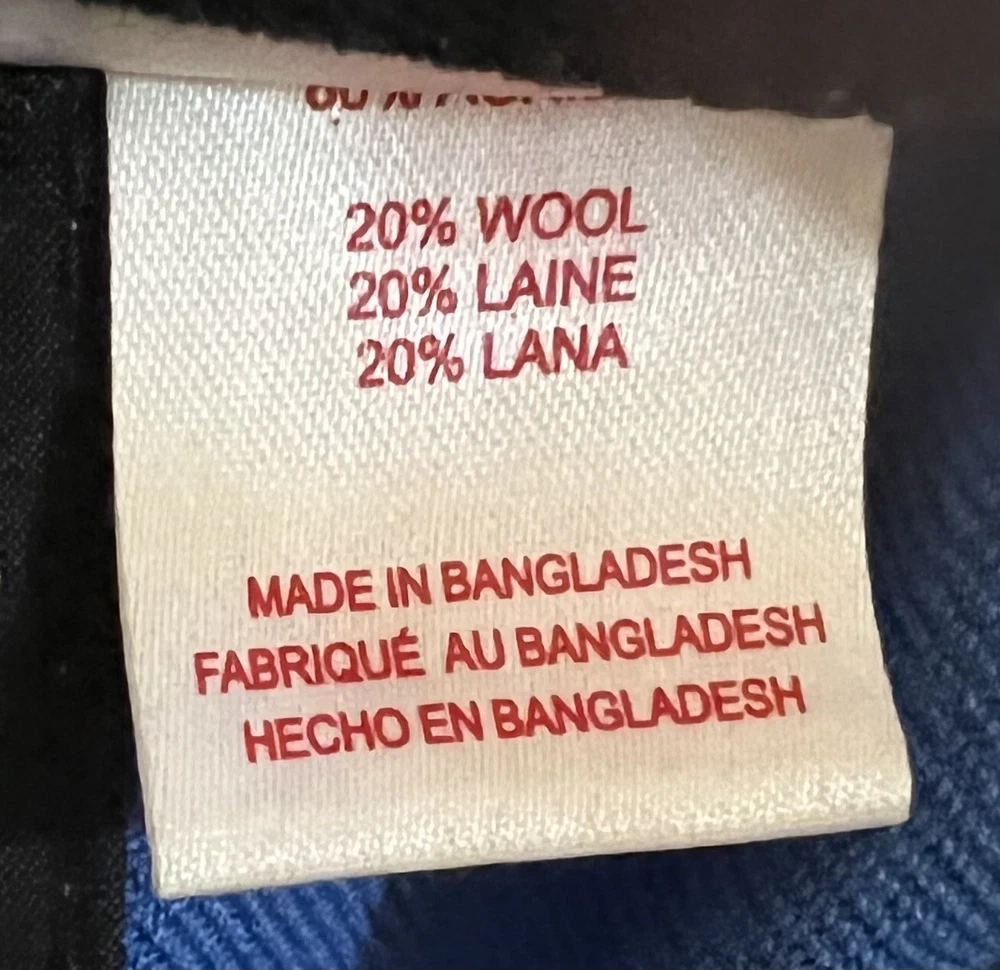 20% WOOL
20% LAINE
20% LANA
MADE IN BANGLADESH
FABRIQUÉ AU BANGLADESH
HECHO EN BANGLADESH